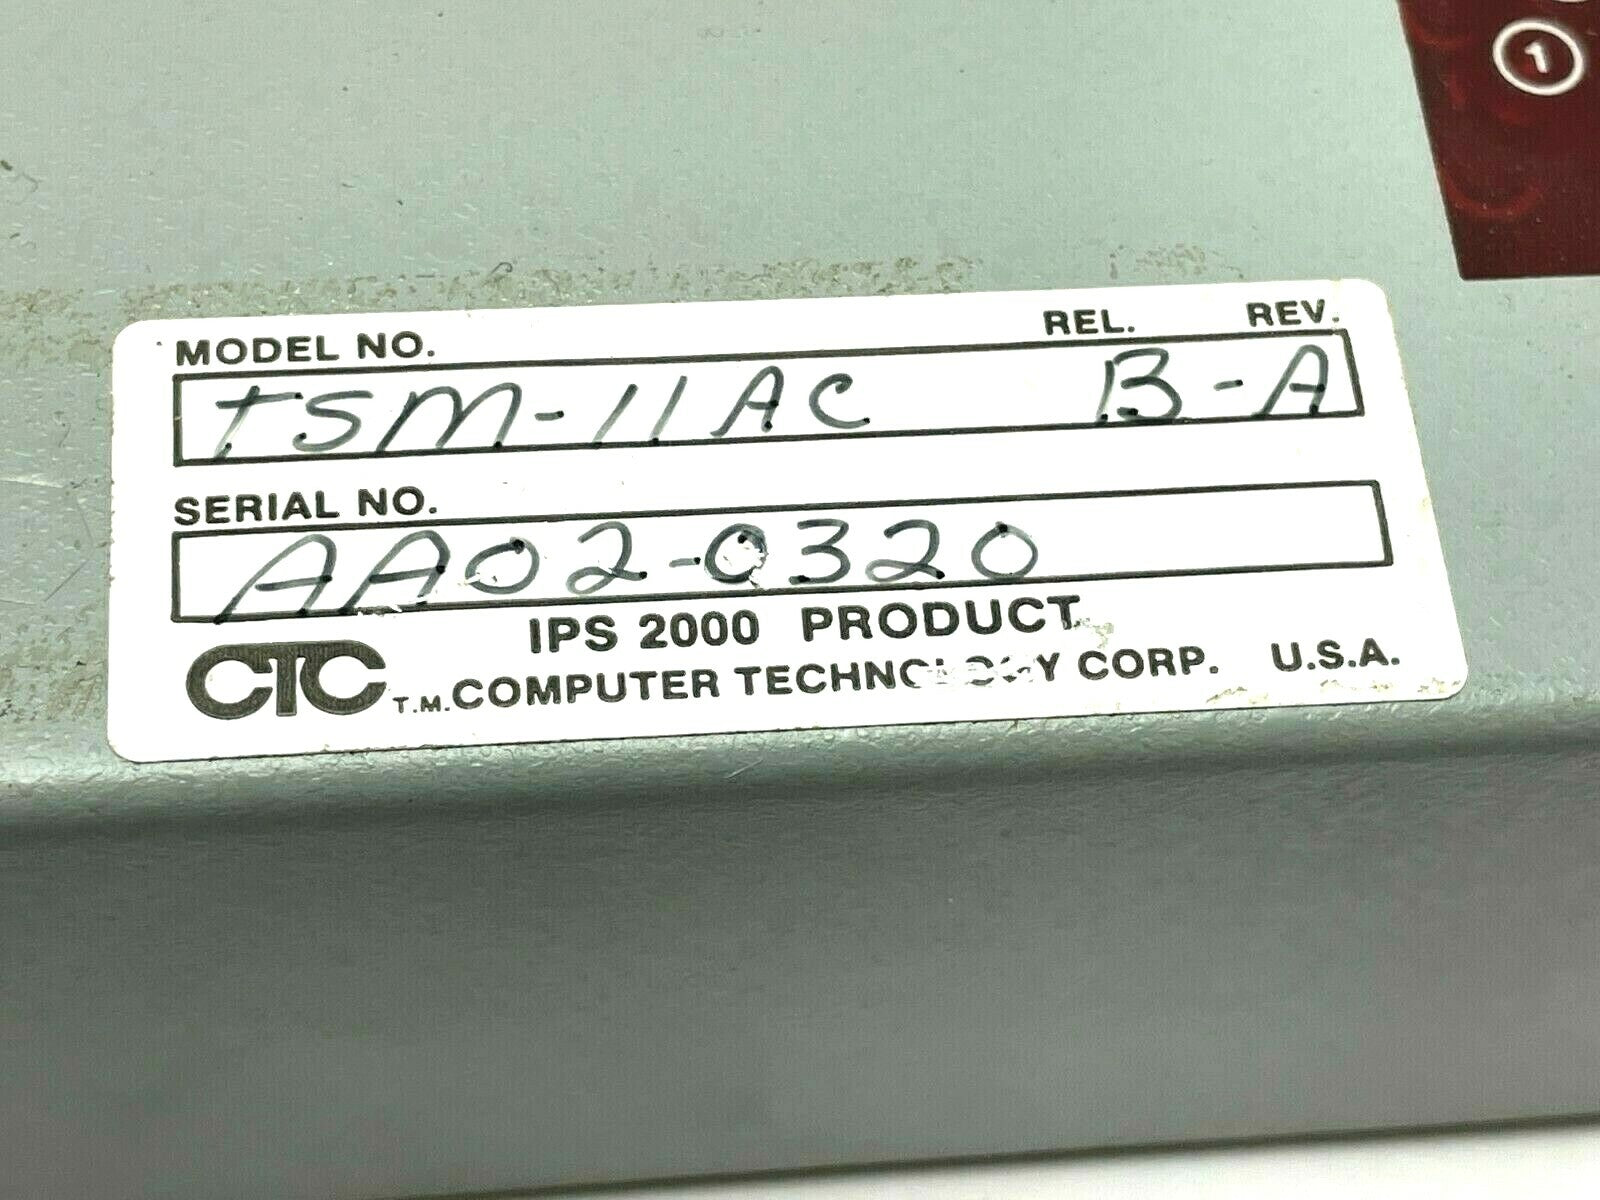 1
MODEL NO. REL. REV.
TSM-11AC B-A
SERIAL NO.
AA02-0320
IPS 2000 PRODUCT
CTC T.M. COMPUTER TECHNOLOGY CORP. U.S.A.